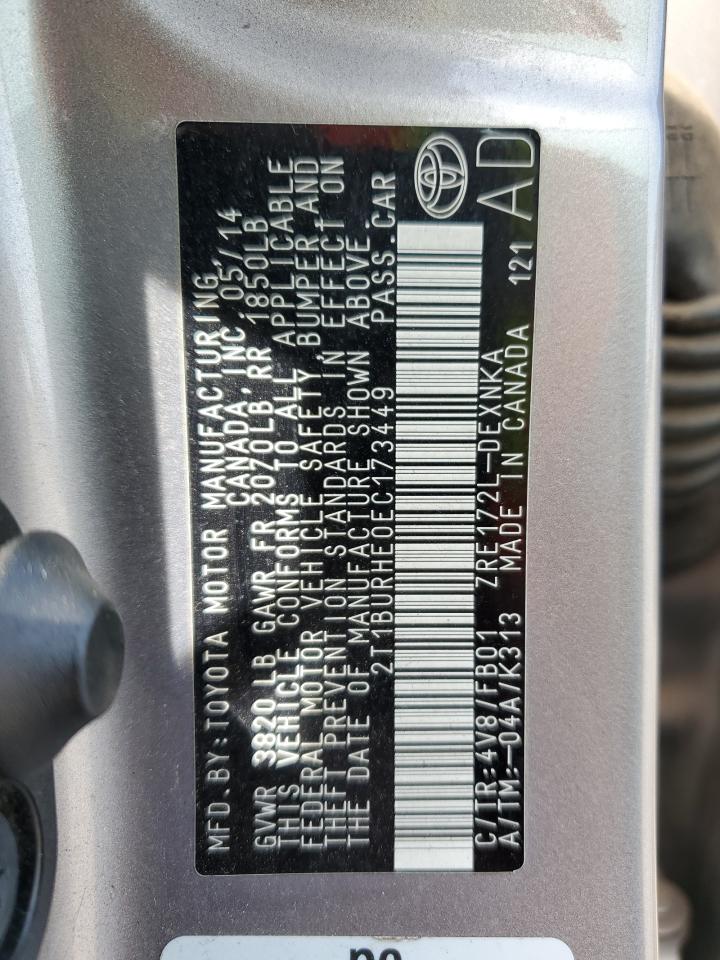 MFD. BY: TOYOTA MOTOR MANUFACTURING,
CANADA, INC. 05/14
GVWR 3820LB GAWR FR 2070LB, RR 1850LB
THIS VEHICLE CONFORMS TO ALL APPLICABLE
FEDERAL MOTOR VEHICLE SAFETY, BUMPER, AND
THEFT PREVENTION STANDARDS IN EFFECT ON
THE DATE OF MANUFACTURE SHOWN ABOVE.
2T1BURHE0EC173449 PASS. CAR
C/TR:4V8/FB01 ZRE172L-DEXNKA
A/TM:-04A/K313 MADE IN CANADA 121 AD